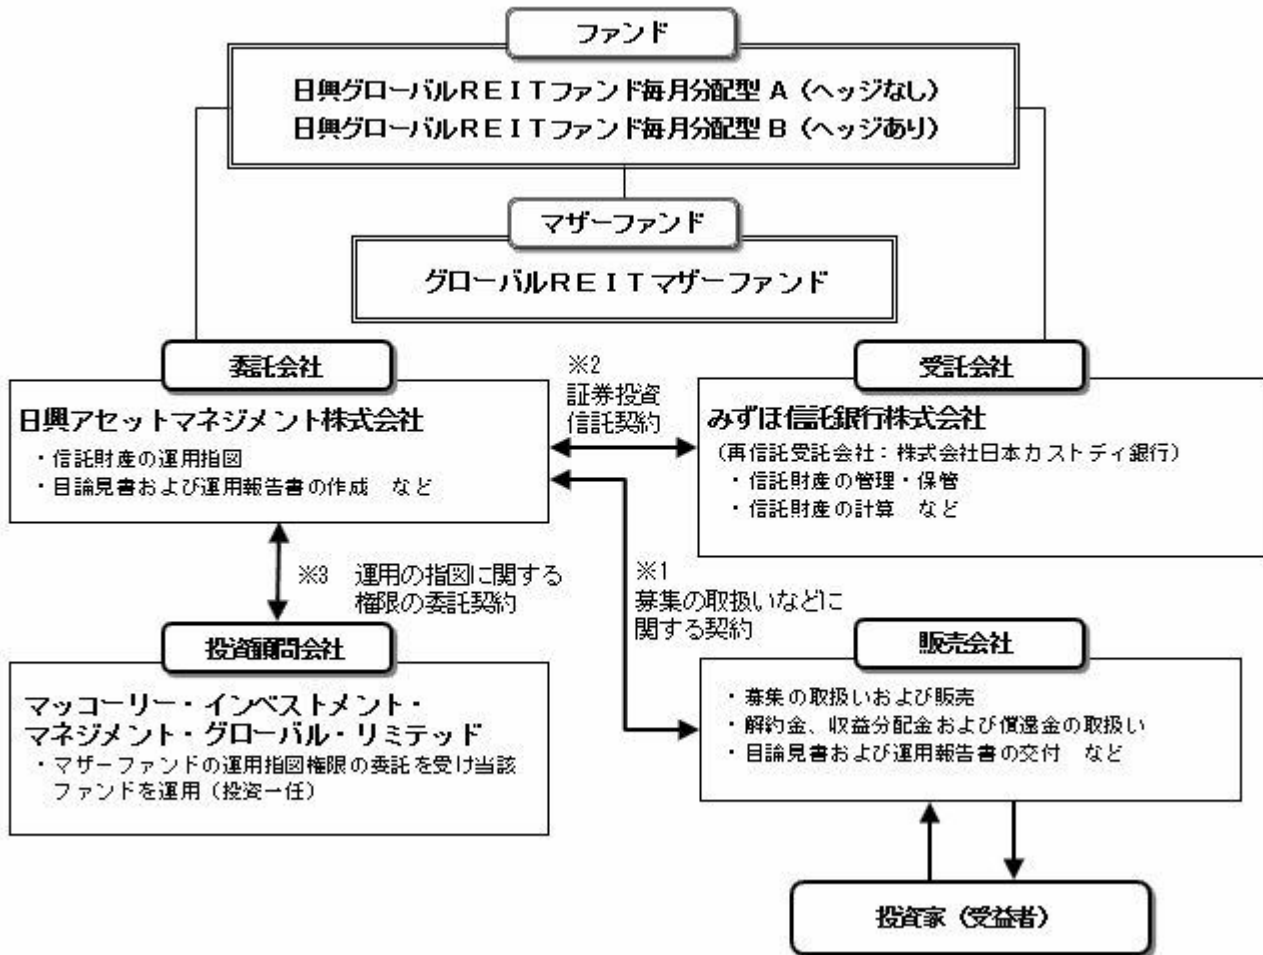 ファンド
日興グローバルＲＥＩＴファンド毎月分配型 A（ヘッジなし）
日興グローバルＲＥＩＴファンド毎月分配型 B（ヘッジあり）
マザーファンド
グローバルＲＥＩＴマザーファンド
委託会社
日興アセットマネジメント株式会社
・信託財産の運用指図
・目論見書および運用報告書の作成　など
※2
証券投資
信託契約
受託会社
みずほ信託銀行株式会社
（再信託受託会社：株式会社日本カストディ銀行）
・信託財産の管理・保管
・信託財産の計算　など
※3　運用の指図に関する
権限の委託契約
※1
募集の取扱いなどに
関する契約
投資顧問会社
マッコーリー・インベストメント・
マネジメント・グローバル・リミテッド
・マザーファンドの運用指図権限の委託を受け当該
ファンドを運用（投資一任）
販売会社
・募集の取扱いおよび販売
・解約金、収益分配金および償還金の取扱い
・目論見書および運用報告書の交付　など
投資家（受益者）